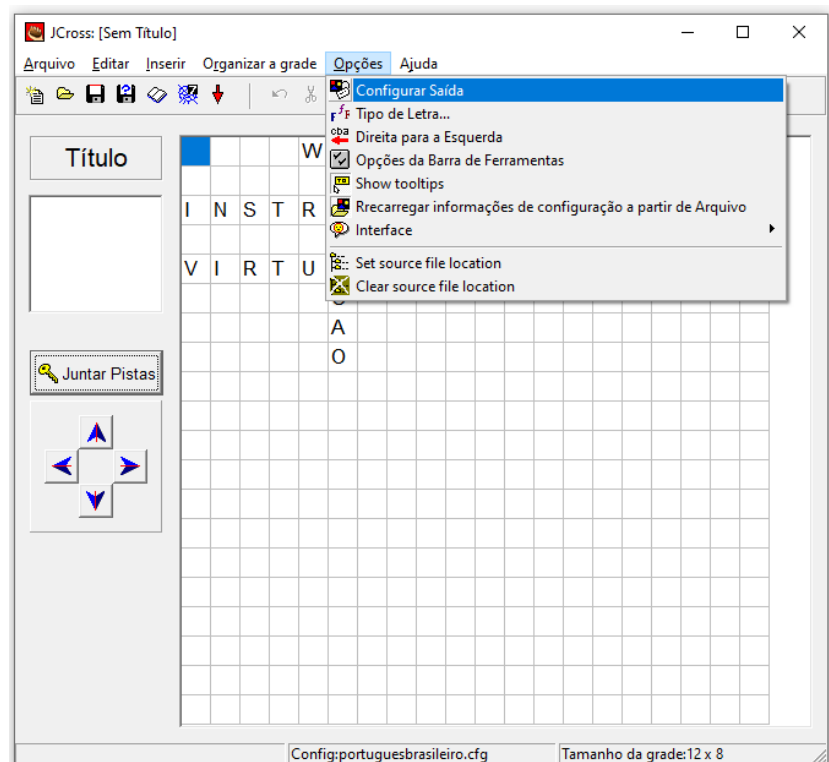 JCross: [Sem Título]
Arquivo Editar Inserir Organizar a grade Opções Ajuda
Configurar Saída
Tipo de Letra...
Direita para a Esquerda
Opções da Barra de Ferramentas
Show tooltips
Rrecarregar informações de configuração a partir de Arquivo
Interface
Set source file location
Clear source file location
Título
W
I N S T R
V I R T U
A
O
Juntar Pistas
Config:portuguesbrasileiro.cfg Tamanho da grade:12 x 8